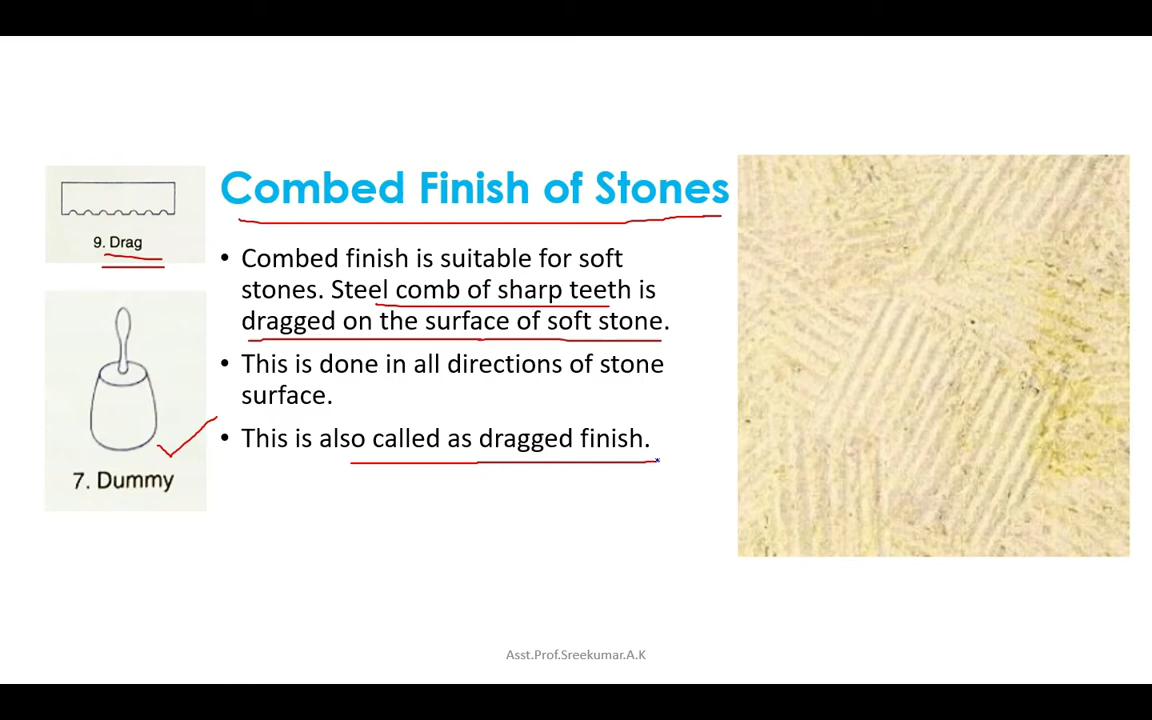 Combed Finish of Stones
9. Drag
• Combed finish is suitable for soft
stones. Steel comb of sharp teeth is
dragged on the surface of soft stone.
• This is done in all directions of stone
surface.
• This is also called as dragged finish.
7. Dummy
Asst.Prof.Sreekumar.A.K